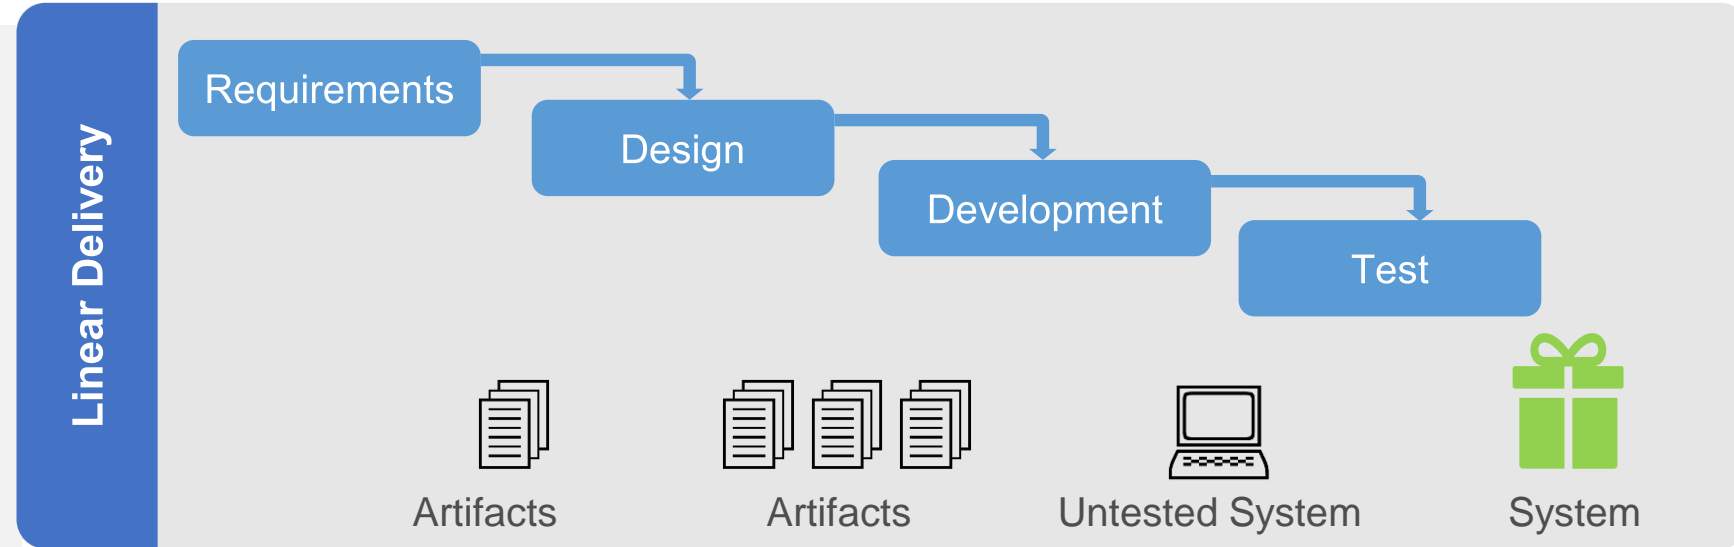 Linear Delivery
Requirements
Design
Development
Test
Artifacts
Artifacts
Untested System
System